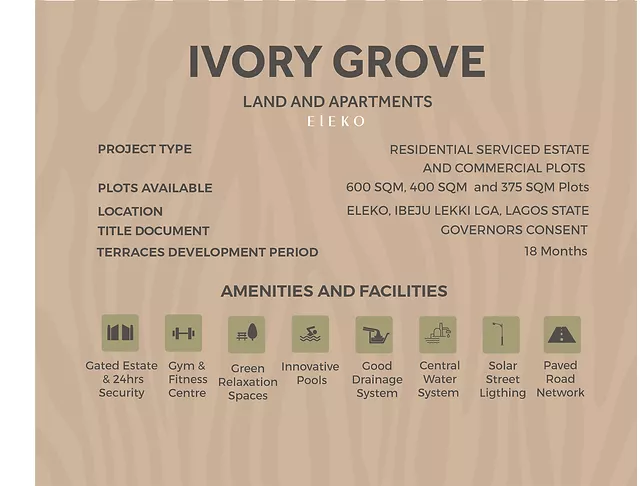 IVORY GROVE
LAND AND APARTMENTS
ElEKO
PROJECT TYPE RESIDENTIAL SERVICED ESTATE
AND COMMERCIAL PLOTS
PLOTS AVAILABLE 600 SQM, 400 SQM and 375 SQM Plots
LOCATION ELEKO, IBEJU LEKKI LGA, LAGOS STATE
TITLE DOCUMENT GOVERNORS CONSENT
TERRACES DEVELOPMENT PERIOD 18 Months
AMENITIES AND FACILITIES
Gated Estate
& 24hrs
Security
Gym &
Fitness
Centre
Green
Relaxation
Spaces
Innovative
Pools
Good
Drainage
System
Central
Water
System
Solar
Street
Ligthing
Paved
Road
Network